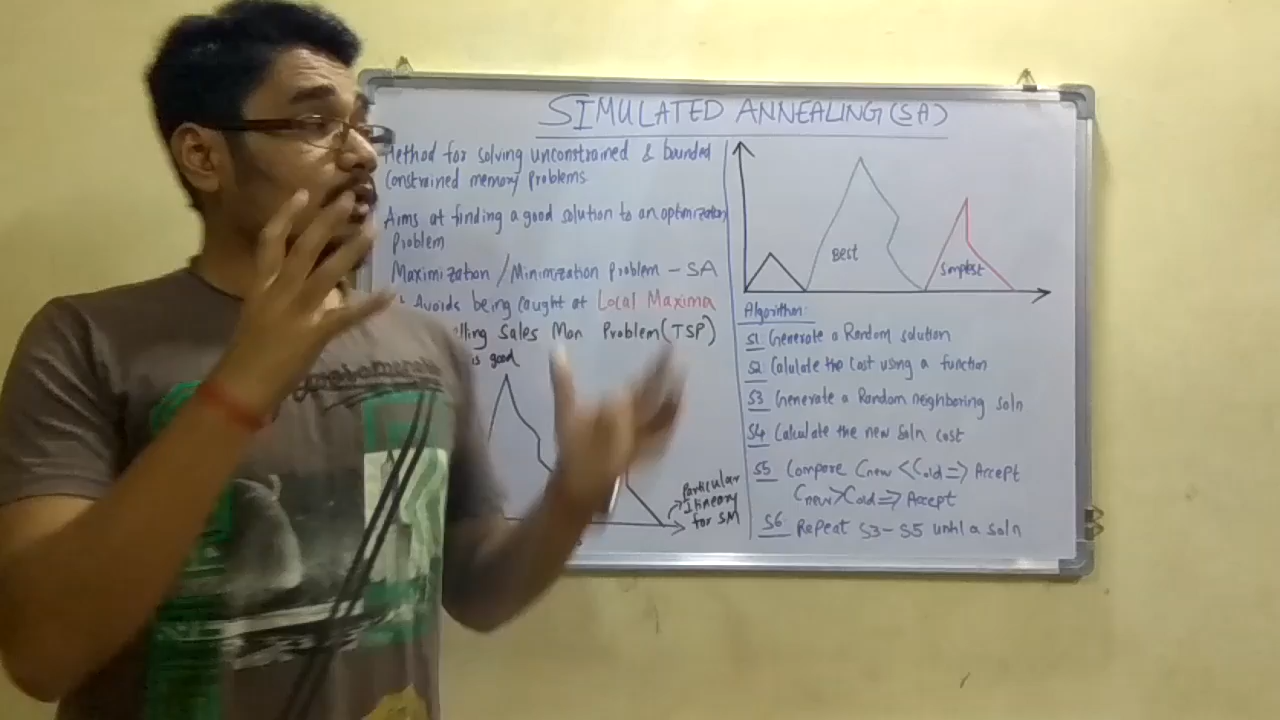 SIMULATED ANNEALING (SA)
Method for solving unconstrained & bounded
Constrained memory problems
Aims at finding a good solution to an optimization
Problem
Maximization / Minimization Problem - SA
Avoids being caught at Local Maxima
elling Sales Man Problem (TSP)
is good
Particular
Itineory
for SM
Best
Simplest
Algorithm:
S1 Generate a Random solution
S2 Calulate the Cost using a function
S3 Generate a Random neighboring soln
S4 Calculate the new Soln cost
S5 Compare Cnew < Cold => Accept
Cnew > Cold => Accept
S6: Repeat S3 - S5 until a soln